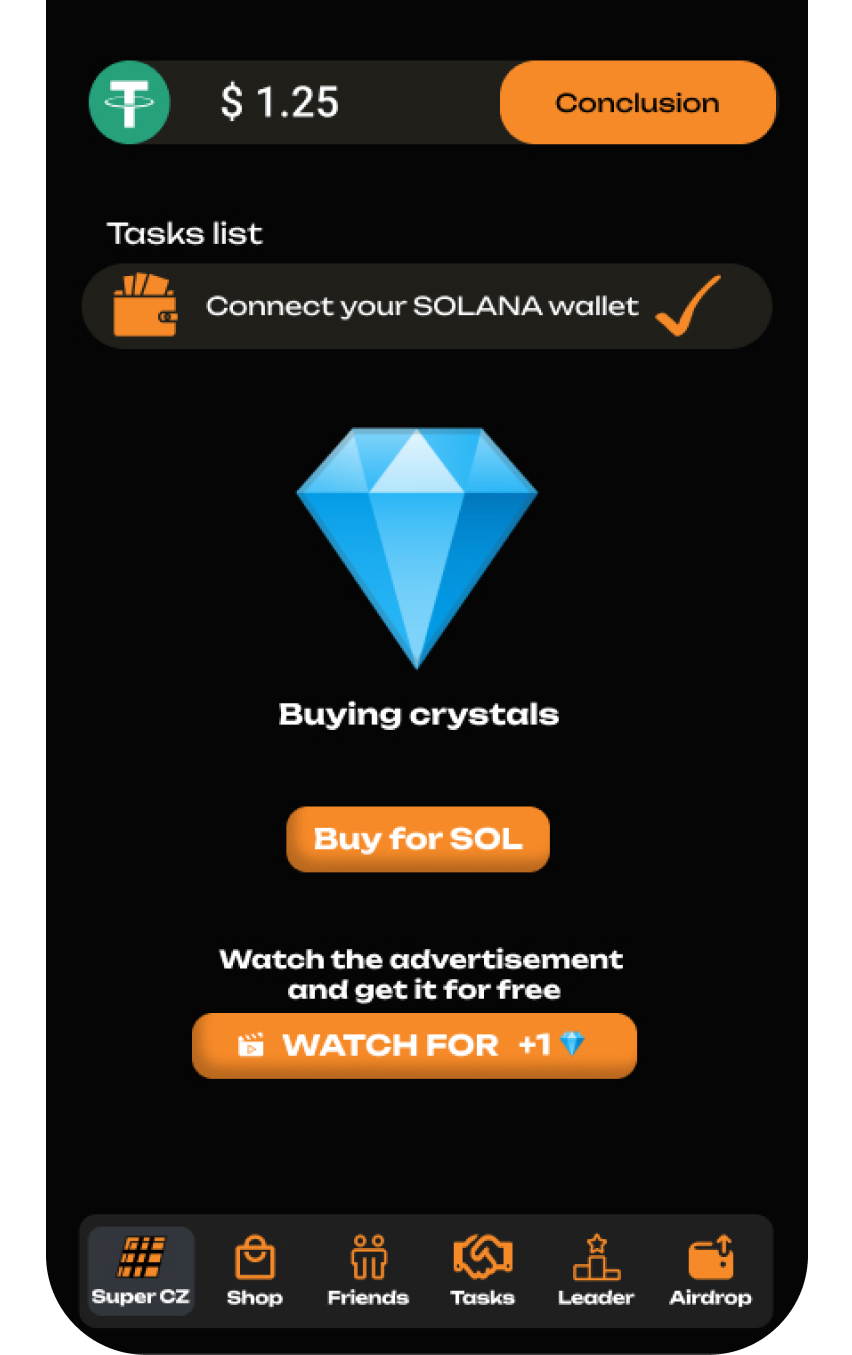 $ 1.25
Conclusion
Tasks list
Connect your SOLANA wallet
Buying crystals
Buy for SOL
Watch the advertisement
and get it for free
WATCH FOR +1
Super CZ
Shop
Friends
Tasks
Leader
Airdrop